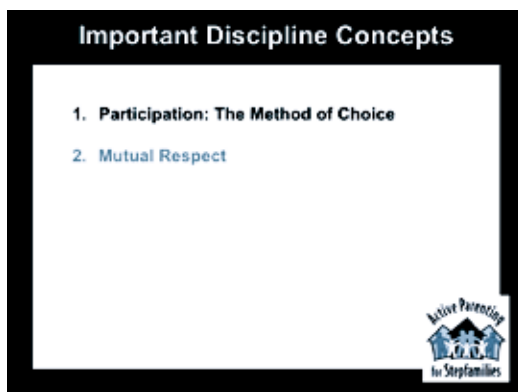 Important Discipline Concepts
1. Participation: The Method of Choice
2. Mutual Respect
Active Parenting
for Stepfamilies